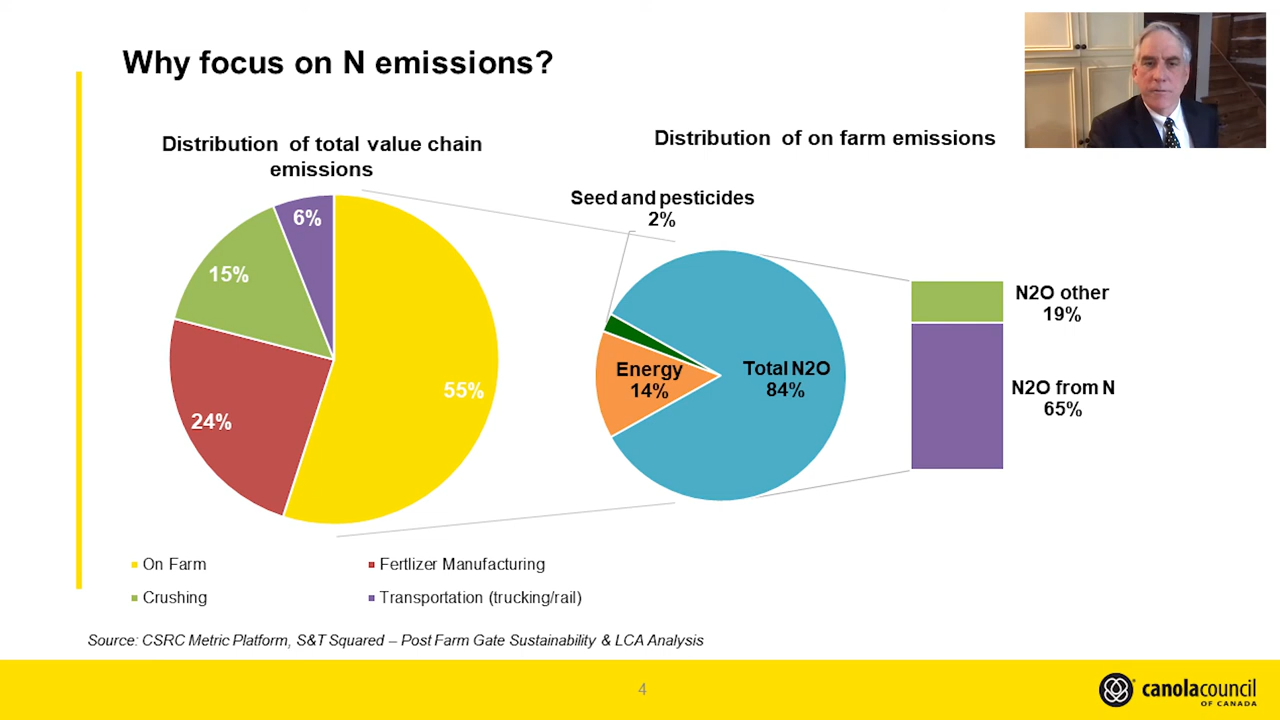 Why focus on N emissions?
Distribution of total value chain
emissions
6%
15%
55%
24%
On Farm
Fertlizer Manufacturing
Crushing
Transportation (trucking/rail)
Distribution of on farm emissions
Seed and pesticides
2%
Energy
14%
Total N2O
84%
N2O other
19%
N2O from N
65%
Source: CSRC Metric Platform, S&T Squared – Post Farm Gate Sustainability & LCA Analysis
4
canolacouncil
OF CANADA